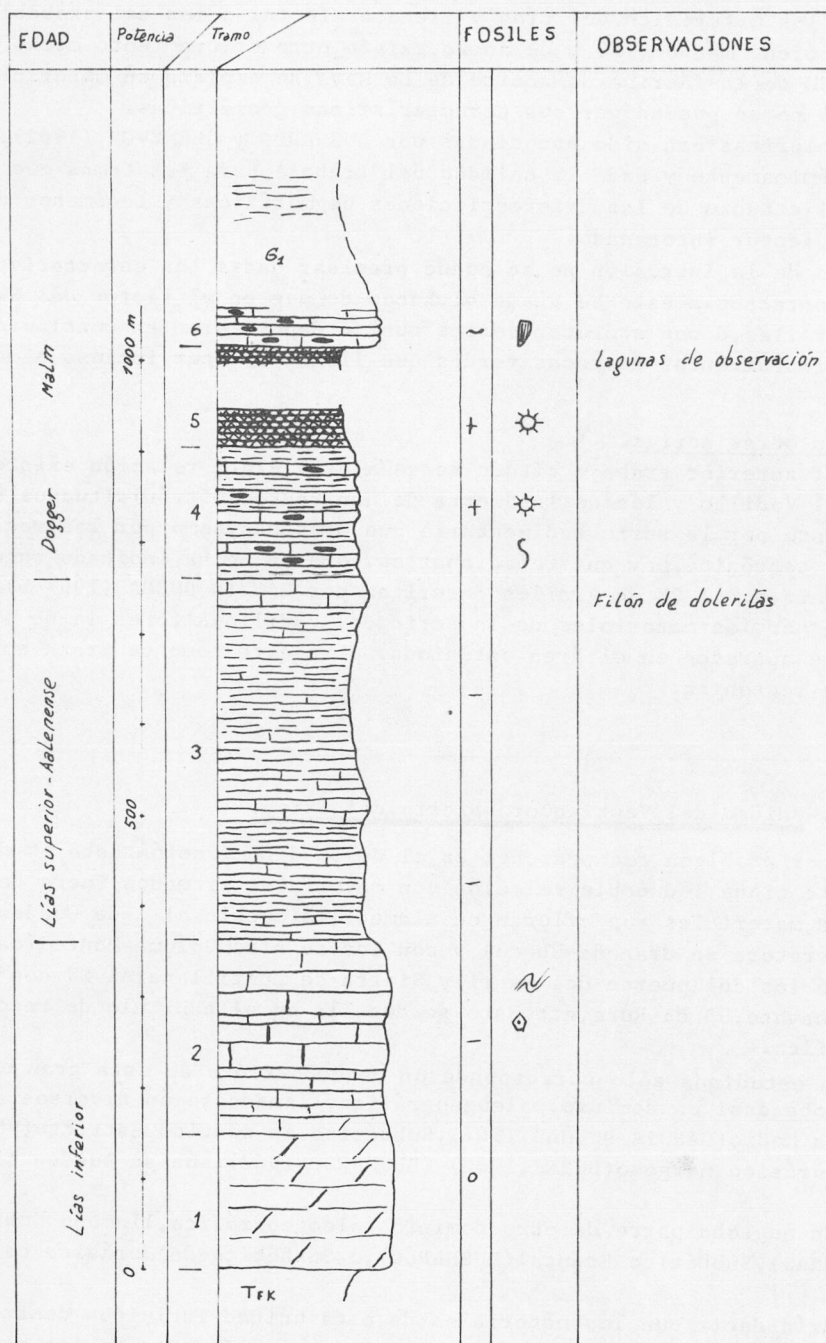 EDAD Potencia Tramo FOSILES OBSERVACIONES
G1
1000 m
6
Malm
Lagunas de observación
5
4
Dogger
Filón de doleritas
3
Lías superior-Aalenense
500
2
Lías inferior
1
0
TFK